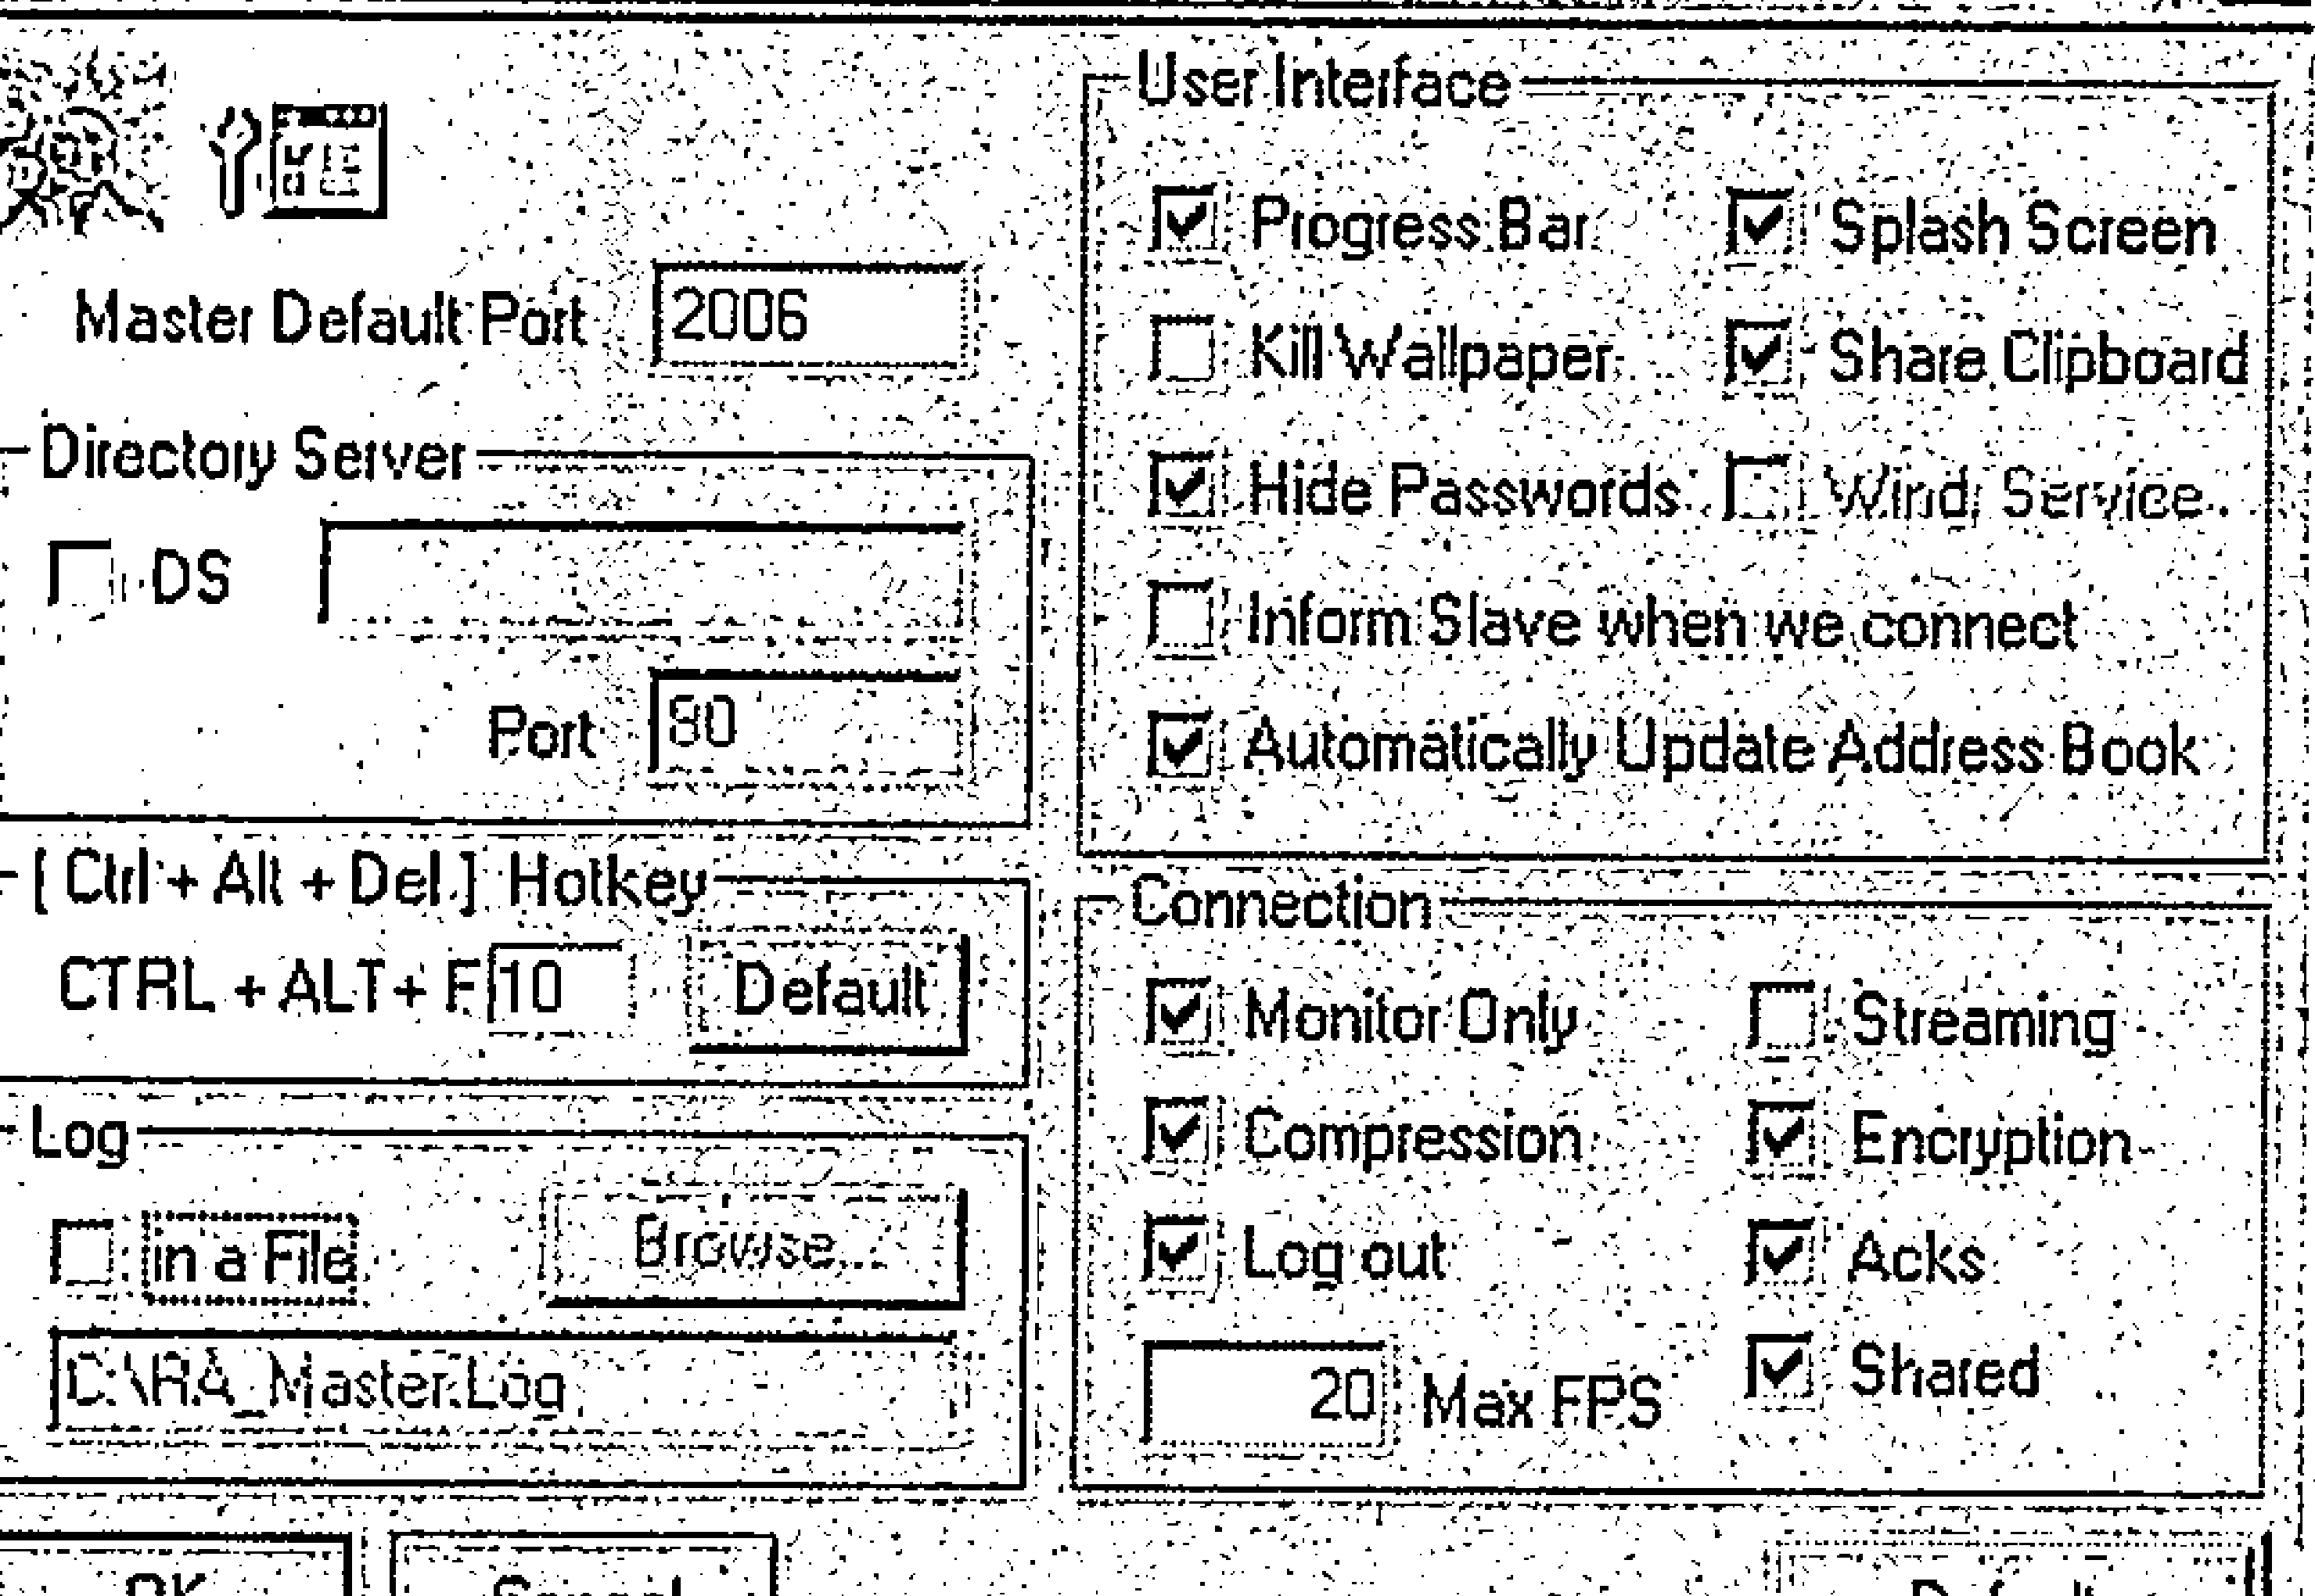 Master Default Port 2006
Directory Server
DS
Port 80
[ Ctrl + Alt + Del ] Hotkey
CTRL + ALT + F 10 Default
Log
in a File Browse...
C:\RA_Master.Log
OK Cancel
User Interface
Progress Bar Splash Screen
Kill Wallpaper Share Clipboard
Hide Passwords Wind. Service
Inform Slave when we connect
Automatically Update Address Book
Connection
Monitor Only Streaming
Compression Encryption
Log out Acks
20 Max FPS Shared
Default